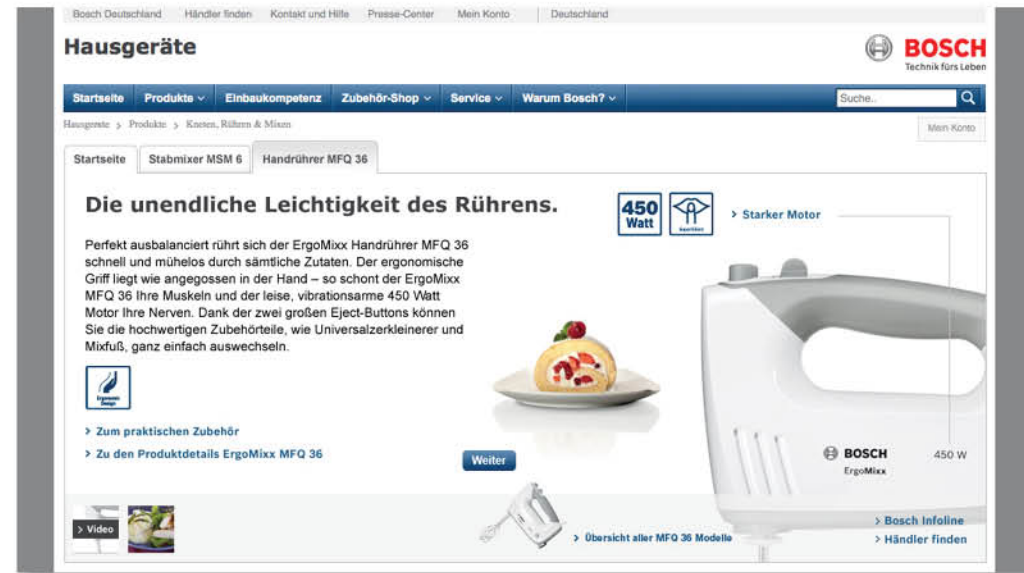 Bosch Deutschland Händler finden Kontakt und Hilfe Presse-Center Mein Konto Deutschland
Hausgeräte
BOSCH
Technik fürs Leben
Startseite Produkte Einbaukompetenz Zubehör-Shop Service Warum Bosch? Suche..
Hausgeräte > Produkte > Kneten, Rühren & Mixen
Mein Konto
Startseite Stabmixer MSM 6 Handrührer MFQ 36
Die unendliche Leichtigkeit des Rührens.
450
Watt
> Starker Motor
Perfekt ausbalanciert rührt sich der ErgoMixx Handrührer MFQ 36
schnell und mühelos durch sämtliche Zutaten. Der ergonomische
Griff liegt wie angegossen in der Hand – so schont der ErgoMixx
MFQ 36 Ihre Muskeln und der leise, vibrationsarme 450 Watt
Motor Ihre Nerven. Dank der zwei großen Eject-Buttons können
Sie die hochwertigen Zubehörteile, wie Universalzerkleinerer und
Mixfuß, ganz einfach auswechseln.
Design
> Zum praktischen Zubehör
> Zu den Produktdetails ErgoMixx MFQ 36
Weiter
BOSCH
ErgoMixx
450 W
> Video
> Übersicht aller MFQ 36 Modelle
> Bosch Infoline
> Händler finden